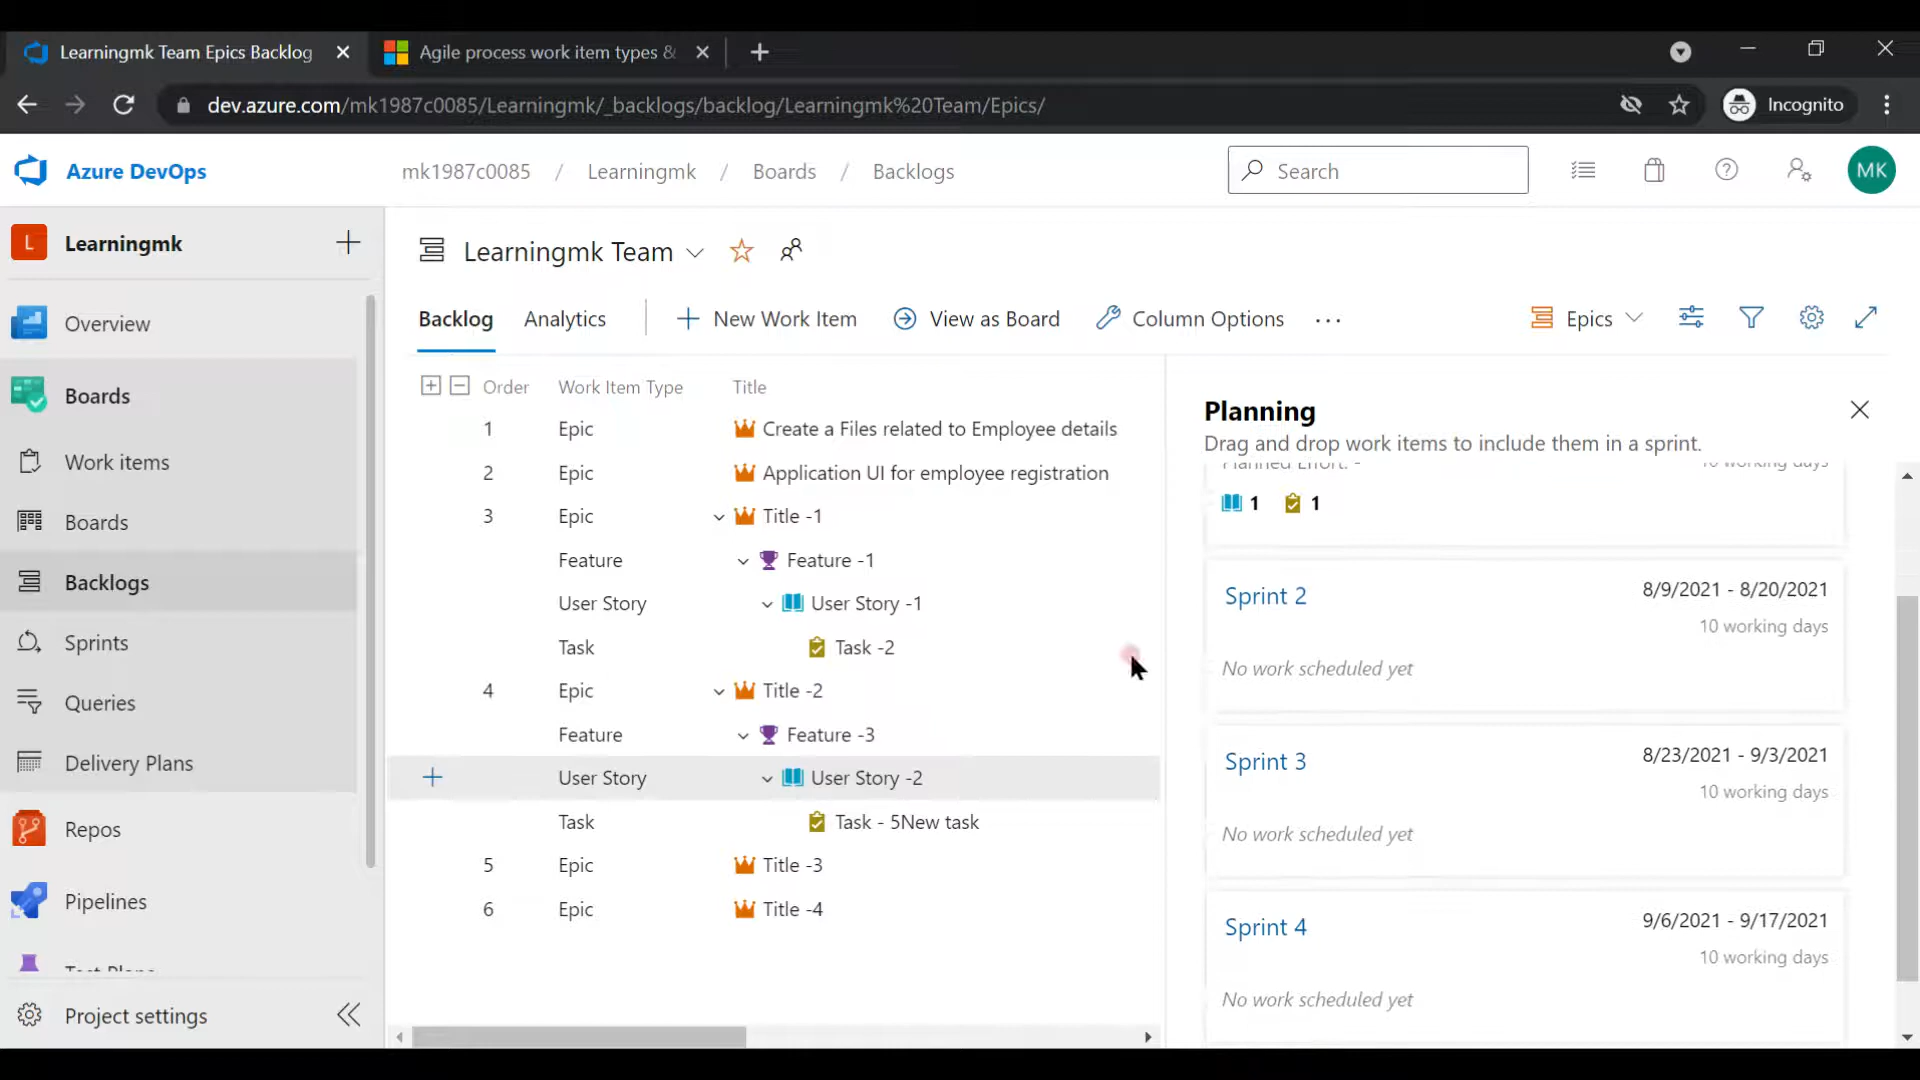 Learningmk Team Epics Backlog
Agile process work item types &
dev.azure.com/mk1987c0085/Learningmk/_backlogs/backlog/Learningmk%20Team/Epics/
Incognito
Azure DevOps
mk1987c0085 / Learningmk / Boards / Backlogs
Search
MK
L Learningmk
Overview
Boards
Work items
Boards
Backlogs
Sprints
Queries
Delivery Plans
Repos
Pipelines
Test Plans
Project settings
Learningmk Team
Backlog Analytics New Work Item View as Board Column Options ...
Epics
Order Work Item Type Title
1 Epic Create a Files related to Employee details
2 Epic Application UI for employee registration
3 Epic Title -1
Feature Feature -1
User Story User Story -1
Task Task -2
4 Epic Title -2
Feature Feature -3
User Story User Story -2
Task Task - 5New task
5 Epic Title -3
6 Epic Title -4
Planning
Drag and drop work items to include them in a sprint.
Planned Effort: - 10 working days
1 1
Sprint 2 8/9/2021 - 8/20/2021
10 working days
No work scheduled yet
Sprint 3 8/23/2021 - 9/3/2021
10 working days
No work scheduled yet
Sprint 4 9/6/2021 - 9/17/2021
10 working days
No work scheduled yet